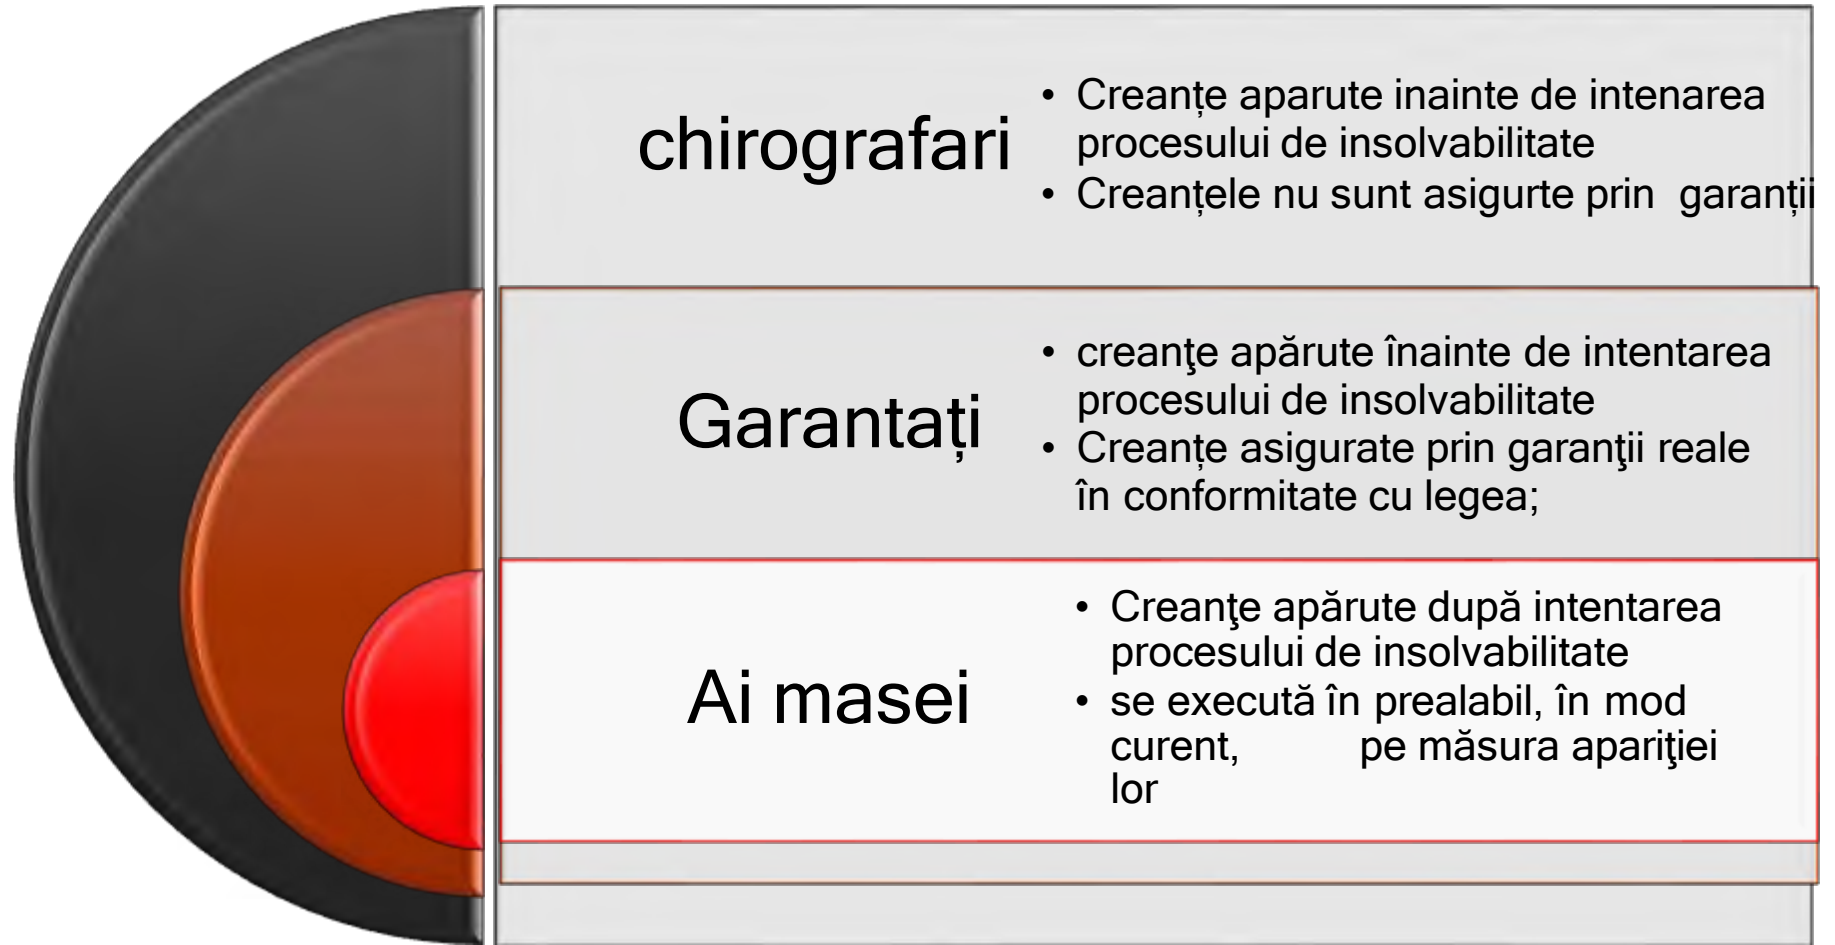 chirografari
• Creanțe aparute inainte de intenarea
procesului de insolvabilitate
• Creanțele nu sunt asigurte prin garanții
Garantați
• creanţe apărute înainte de intentarea
procesului de insolvabilitate
• Creanțe asigurate prin garanţii reale
în conformitate cu legea;
Ai masei
• Creanţe apărute după intentarea
procesului de insolvabilitate
• se execută în prealabil, în mod
curent, pe măsura apariţiei
lor